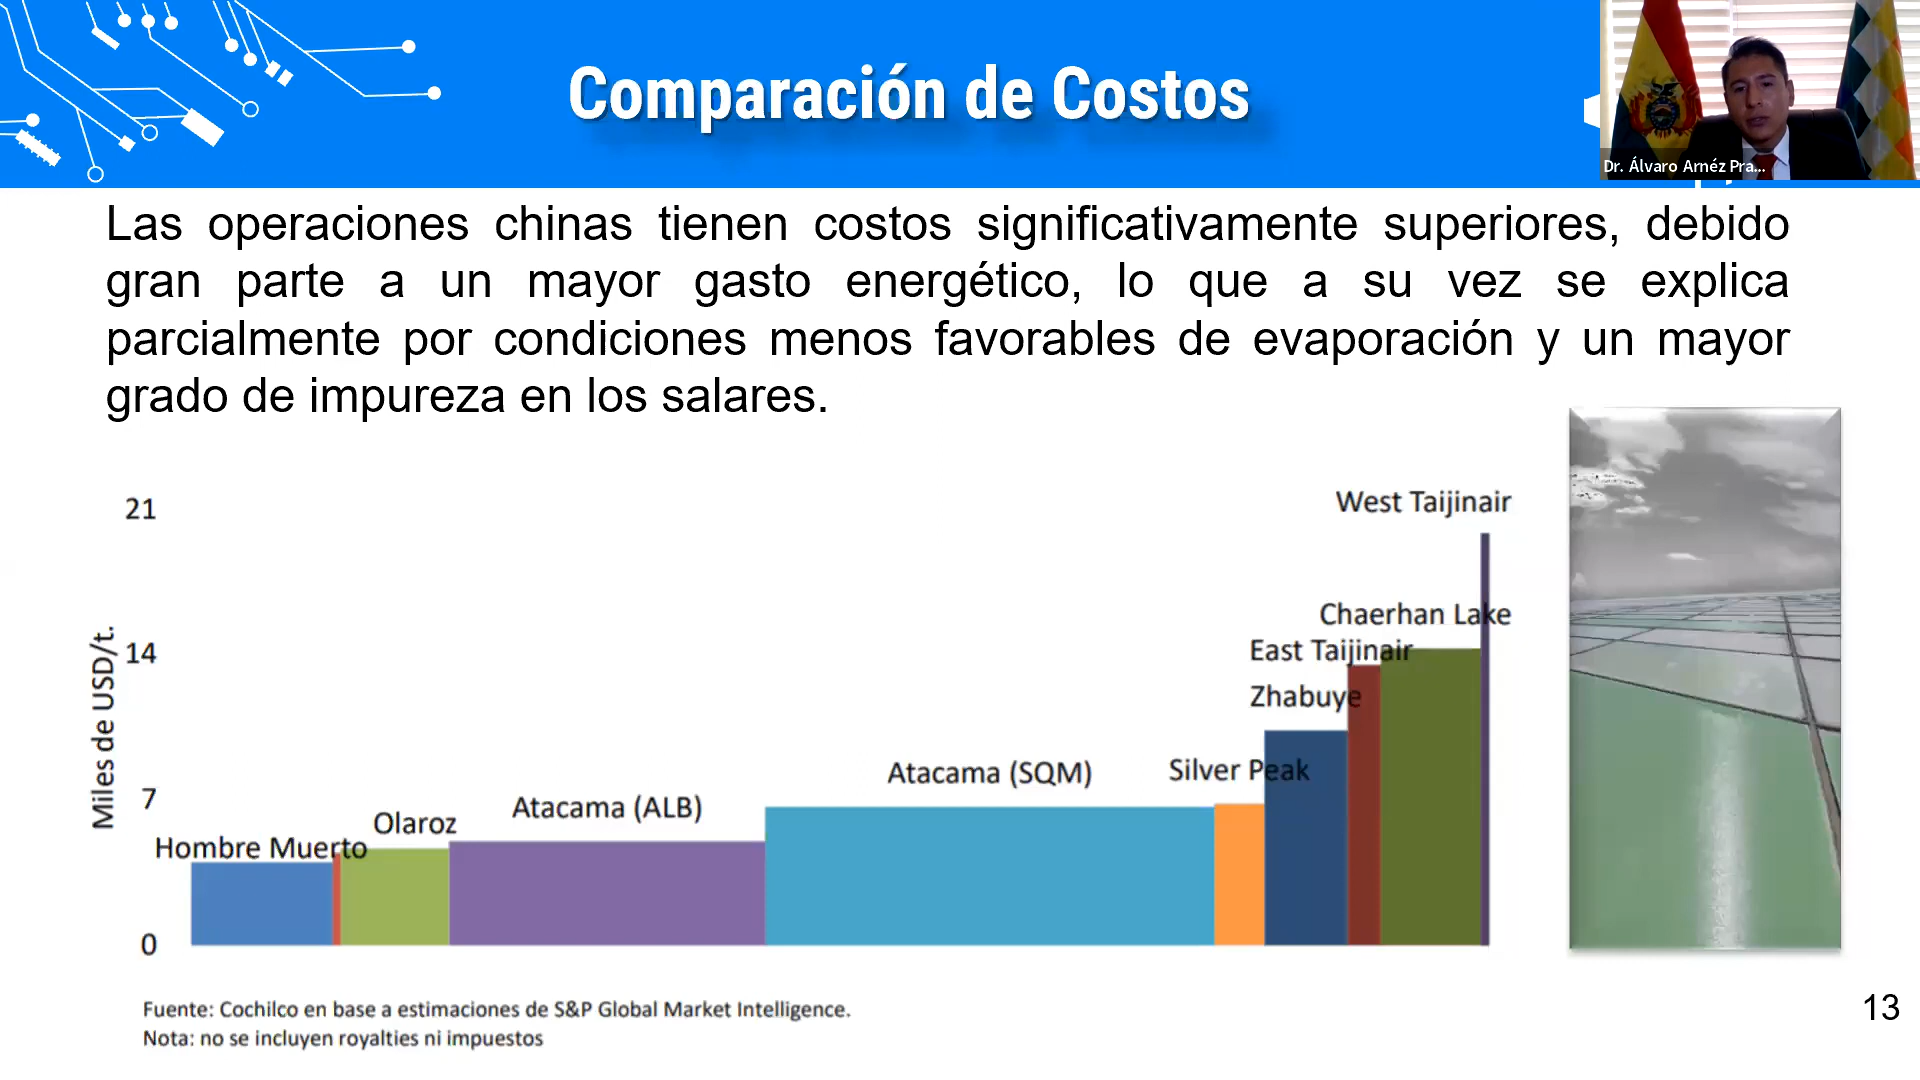 Comparación de Costos
Dr. Álvaro Arnéz Pra...
Las operaciones chinas tienen costos significativamente superiores, debido
gran parte a un mayor gasto energético, lo que a su vez se explica
parcialmente por condiciones menos favorables de evaporación y un mayor
grado de impureza en los salares.
21
14
7
0
Miles de USD/t.
Hombre Muerto
Olaroz
Atacama (ALB)
Atacama (SQM)
Silver Peak
Zhabuye
East Taijinair
Chaerhan Lake
West Taijinair
Fuente: Cochilco en base a estimaciones de S&P Global Market Intelligence.
Nota: no se incluyen royalties ni impuestos
13